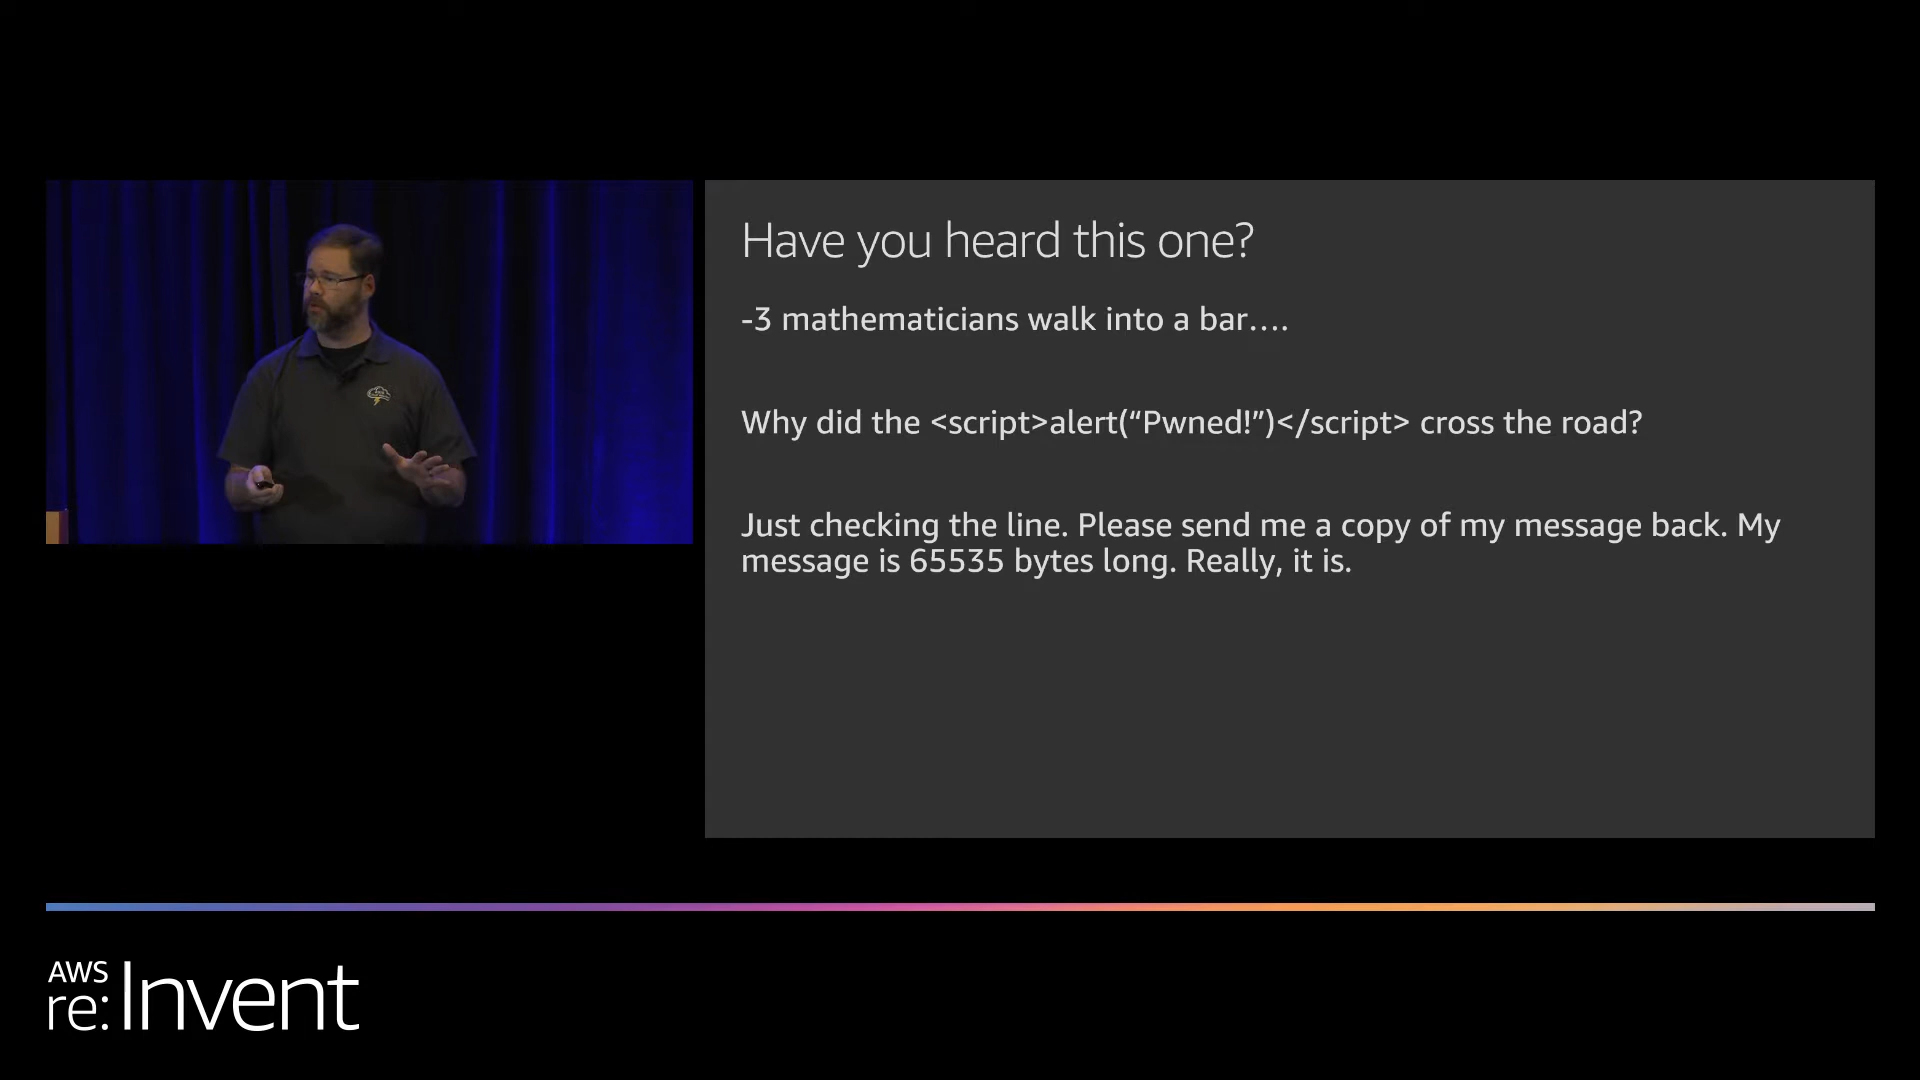 Have you heard this one?
-3 mathematicians walk into a bar….
Why did the <script>alert(“Pwned!”)</script> cross the road?
Just checking the line. Please send me a copy of my message back. My
message is 65535 bytes long. Really, it is.
AWS
re:Invent